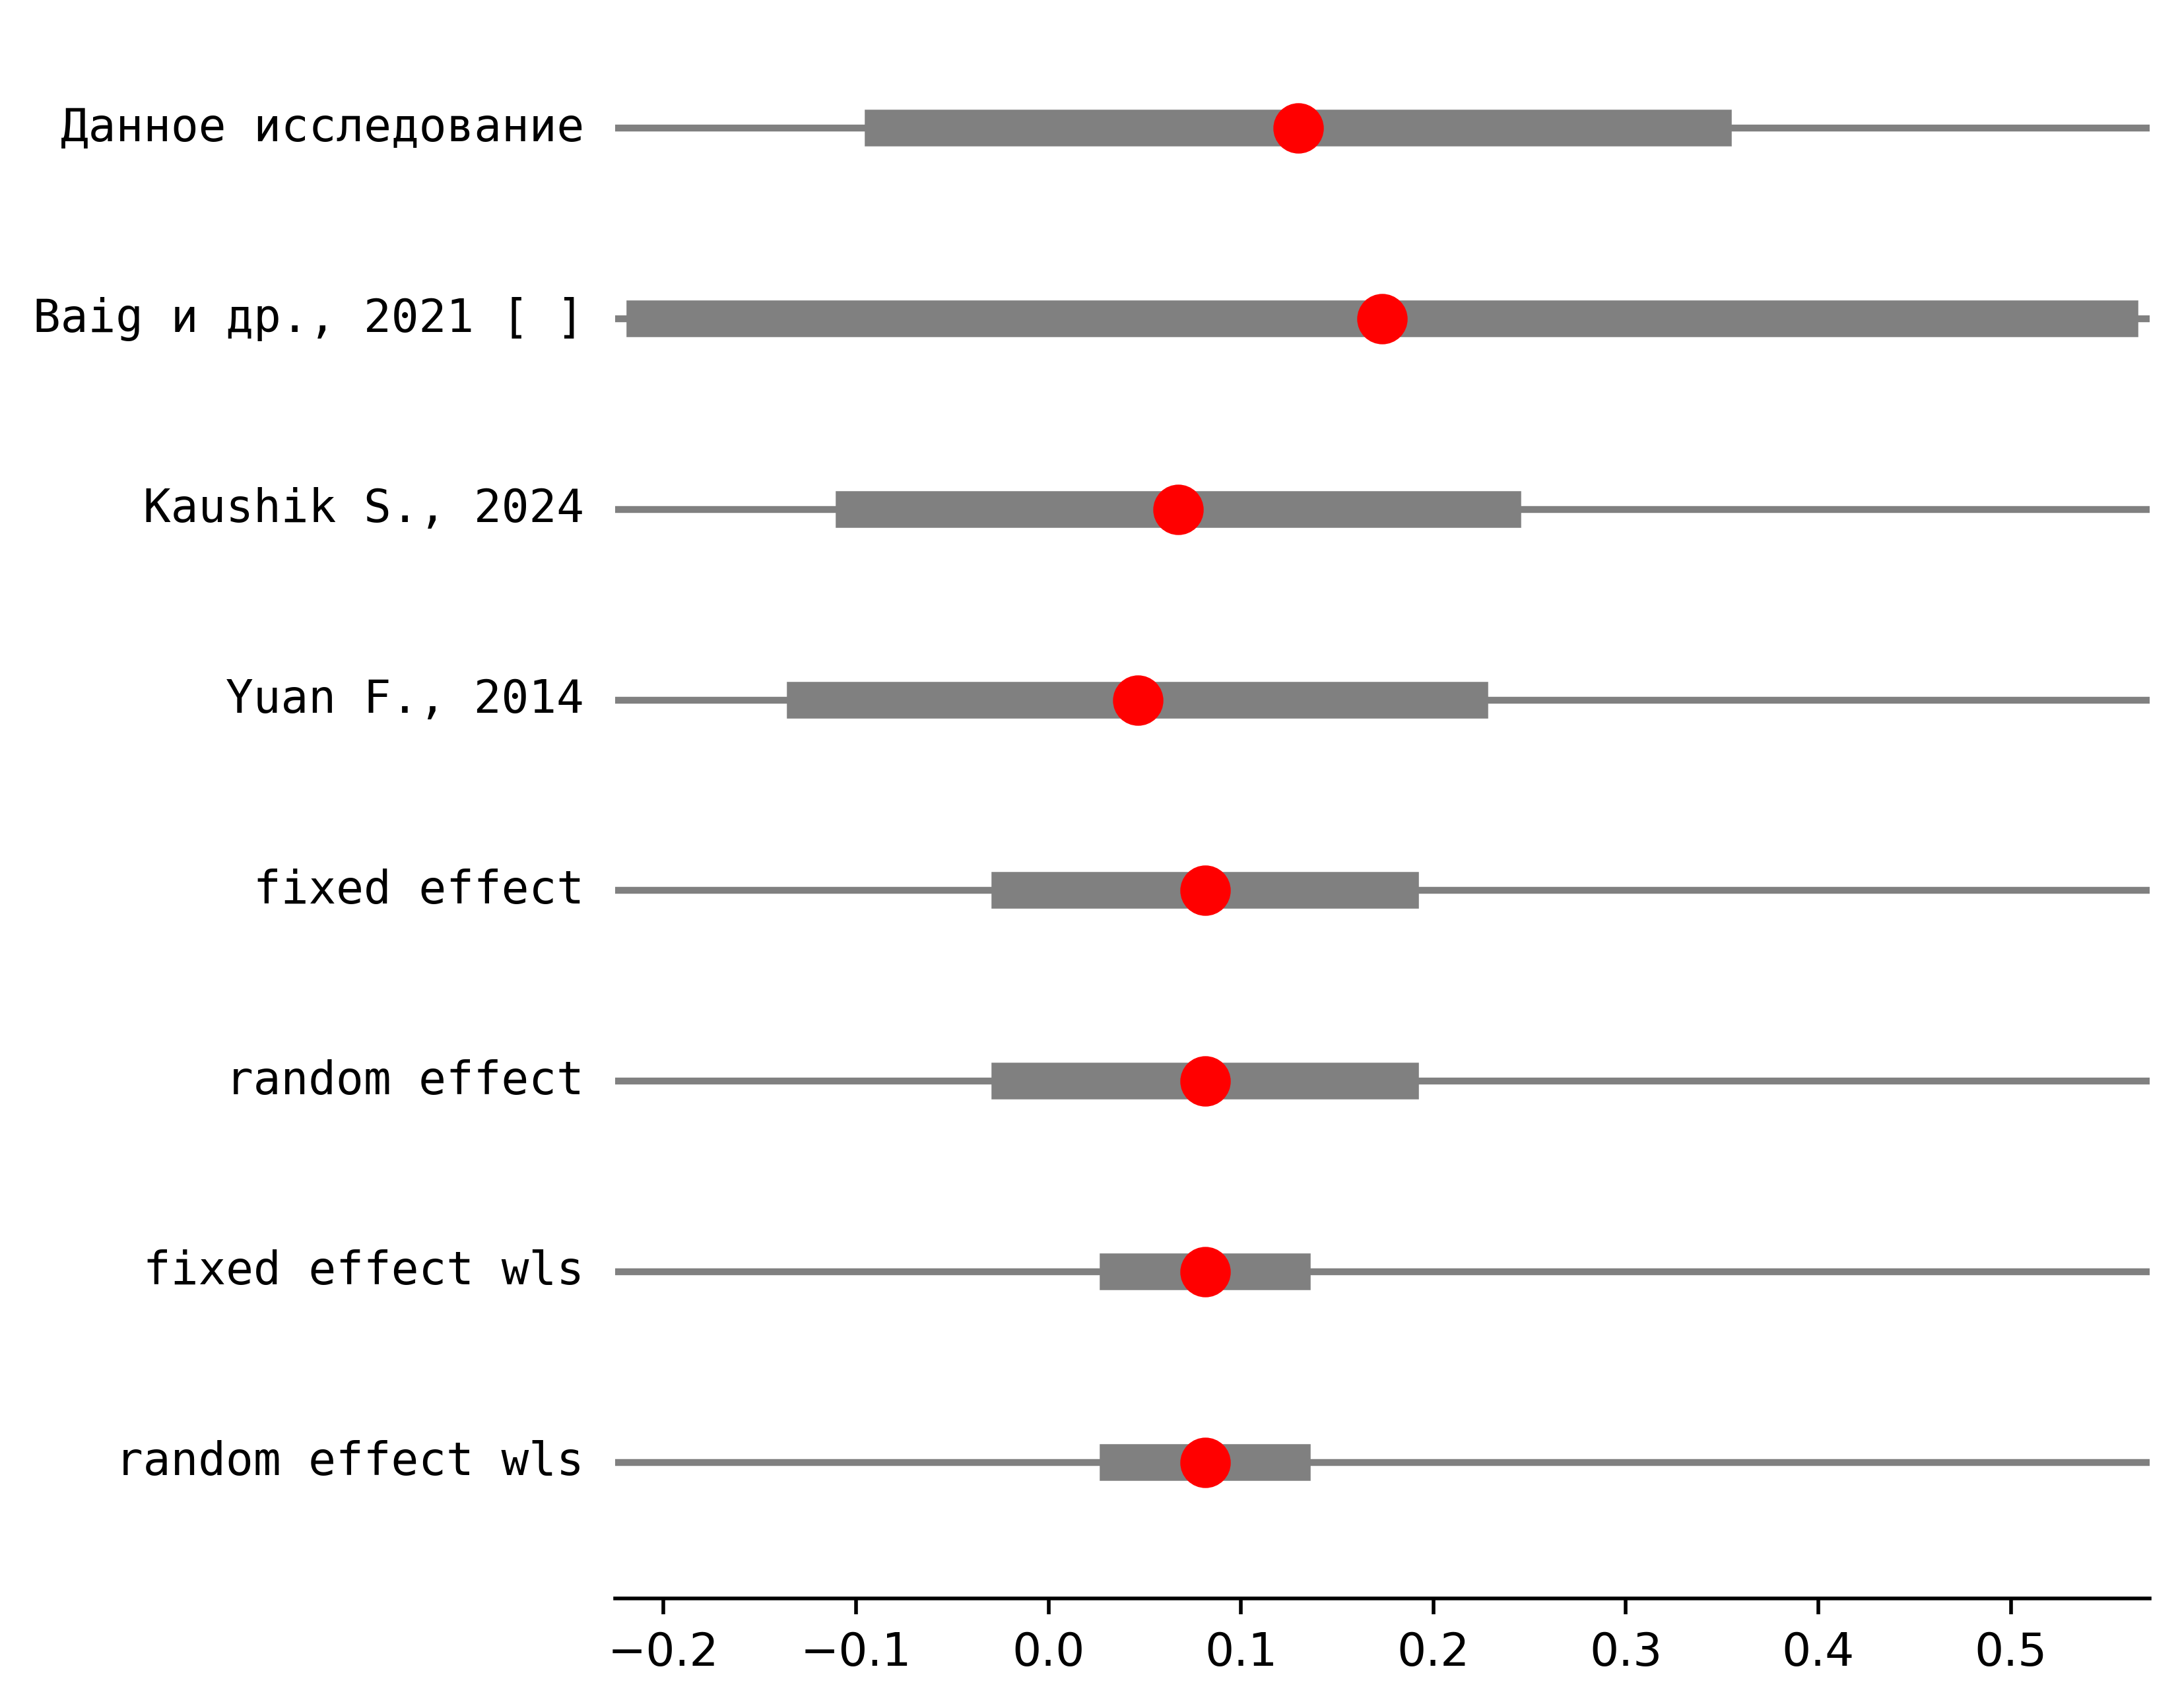 Данное исследование
Baig и др., 2021 [ ]
Kaushik S., 2024
Yuan F., 2014
fixed effect
random effect
fixed effect wls
random effect wls
−0.2 −0.1 0.0 0.1 0.2 0.3 0.4 0.5